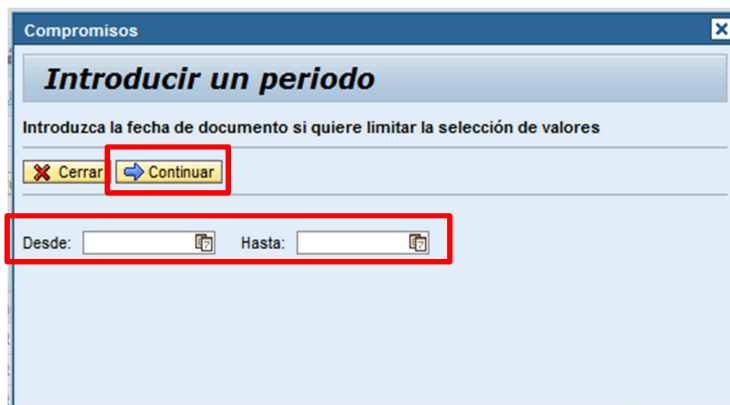 Compromisos
Introducir un periodo
Introduzca la fecha de documento si quiere limitar la selección de valores
Cerrar Continuar
Desde: Hasta: